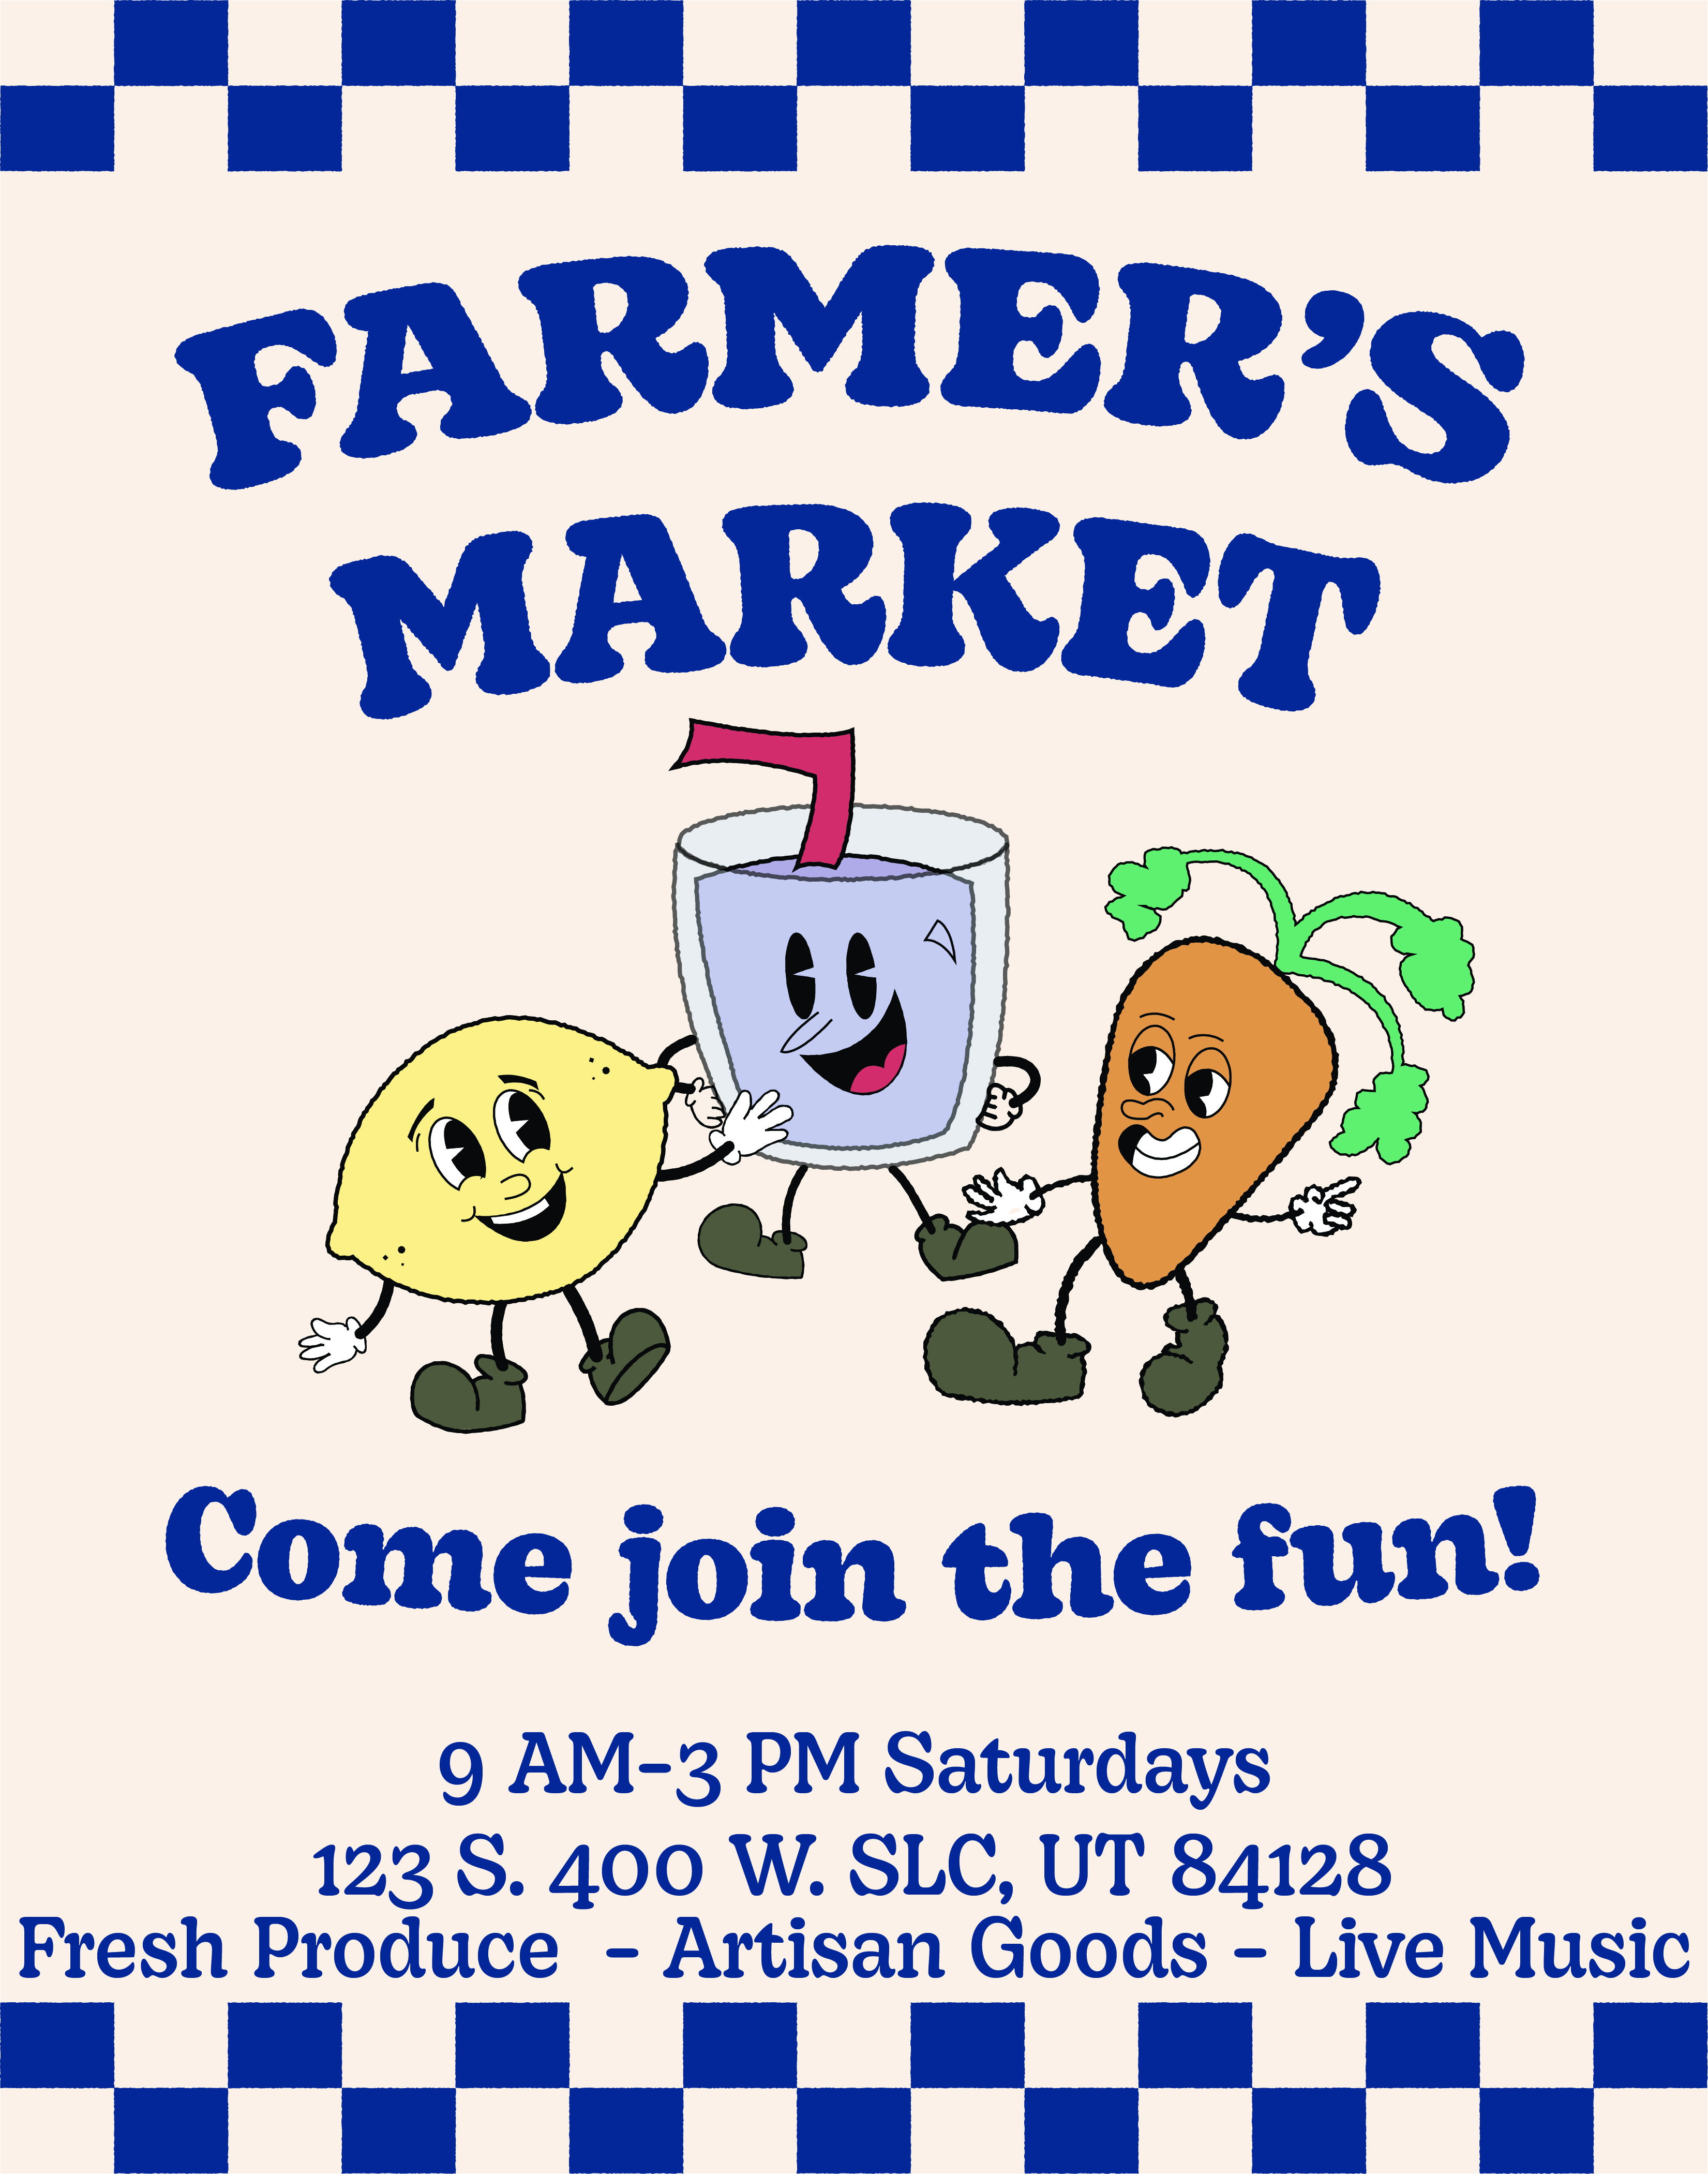 FARMER'S
MARKET
Come join the fun!
9 AM-3 PM Saturdays
123 S. 400 W. SLC, UT 84128
Fresh Produce - Artisan Goods - Live Music